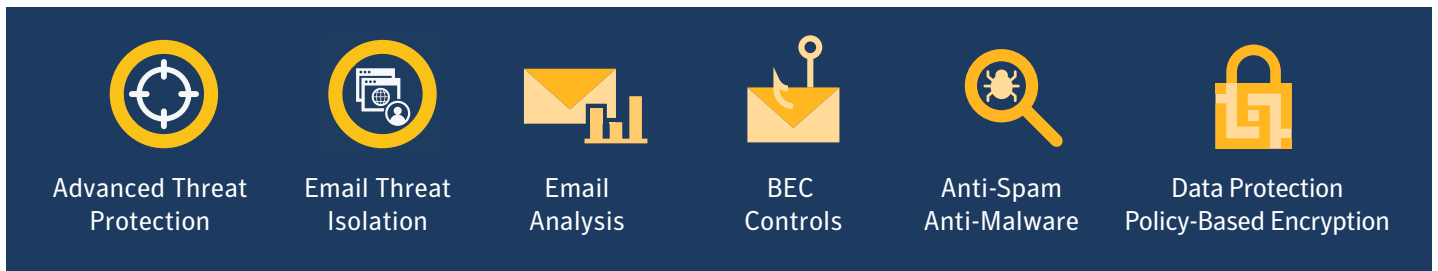 Advanced Threat
Protection
Email Threat
Isolation
Email
Analysis
BEC
Controls
Anti-Spam
Anti-Malware
Data Protection
Policy-Based Encryption